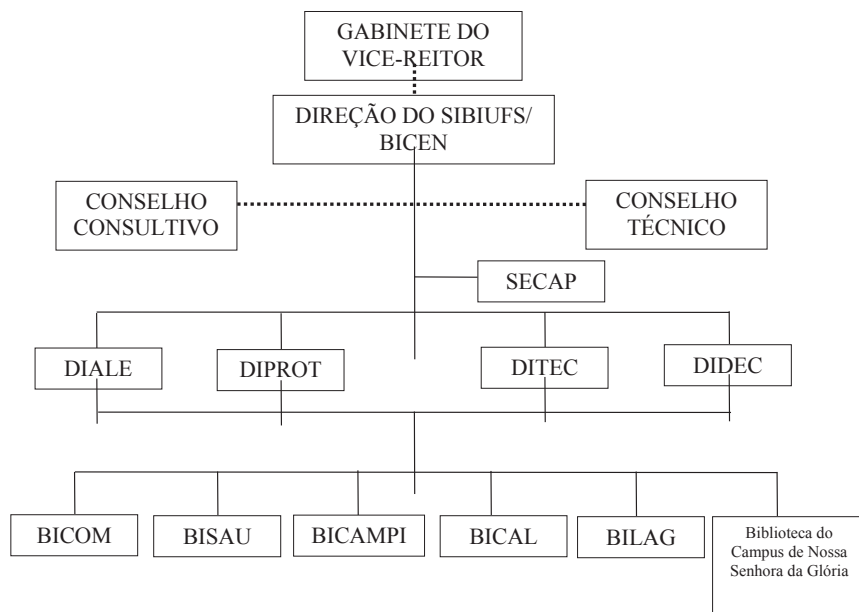 GABINETE DO
VICE-REITOR
DIREÇÃO DO SIBIUFS/
BICEN
CONSELHO
CONSULTIVO
CONSELHO
TÉCNICO
SECAP
DIALE
DIPROT
DITEC
DIDEC
BICOM
BISAU
BICAMPI
BICAL
BILAG
Biblioteca do
Campus de Nossa
Senhora da Glória